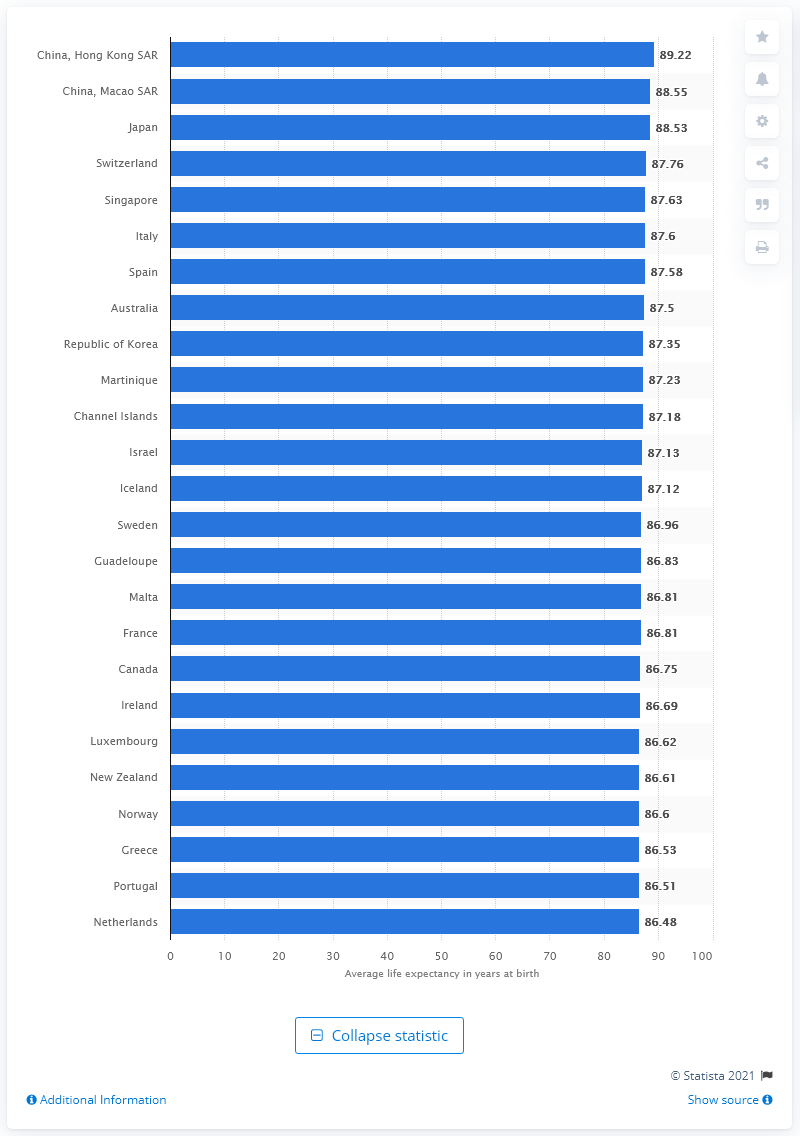 China, Hong Kong SAR 89.22
China, Macao SAR 88.55
Japan 88.53
Switzerland 87.76
Singapore 87.63
Italy 87.6
Spain 87.58
Australia 87.5
Republic of Korea 87.35
Martinique 87.23
Channel Islands 87.18
Israel 87.13
Iceland 87.12
Sweden 86.96
Guadeloupe 86.83
Malta 86.81
France 86.81
Canada 86.75
Ireland 86.69
Luxembourg 86.62
New Zealand 86.61
Norway 86.6
Greece 86.53
Portugal 86.51
Netherlands 86.48
0 10 20 30 40 50 60 70 80 90 100
Average life expectancy in years at birth
Collapse statistic
© Statista 2021
Additional Information Show source